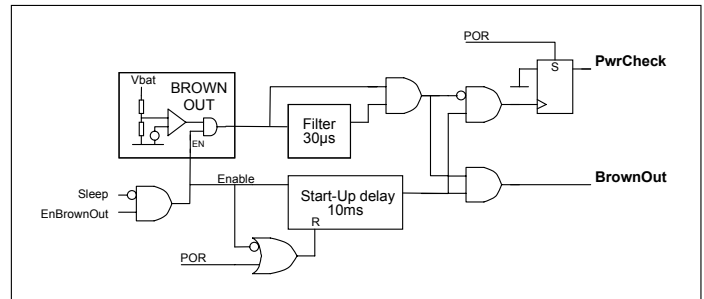 POR
PwrCheck
S
Vbat
BROWN
OUT
EN
Filter
30µs
BrownOut
Sleep
EnBrownOut
Enable
Start-Up delay
10ms
R
POR